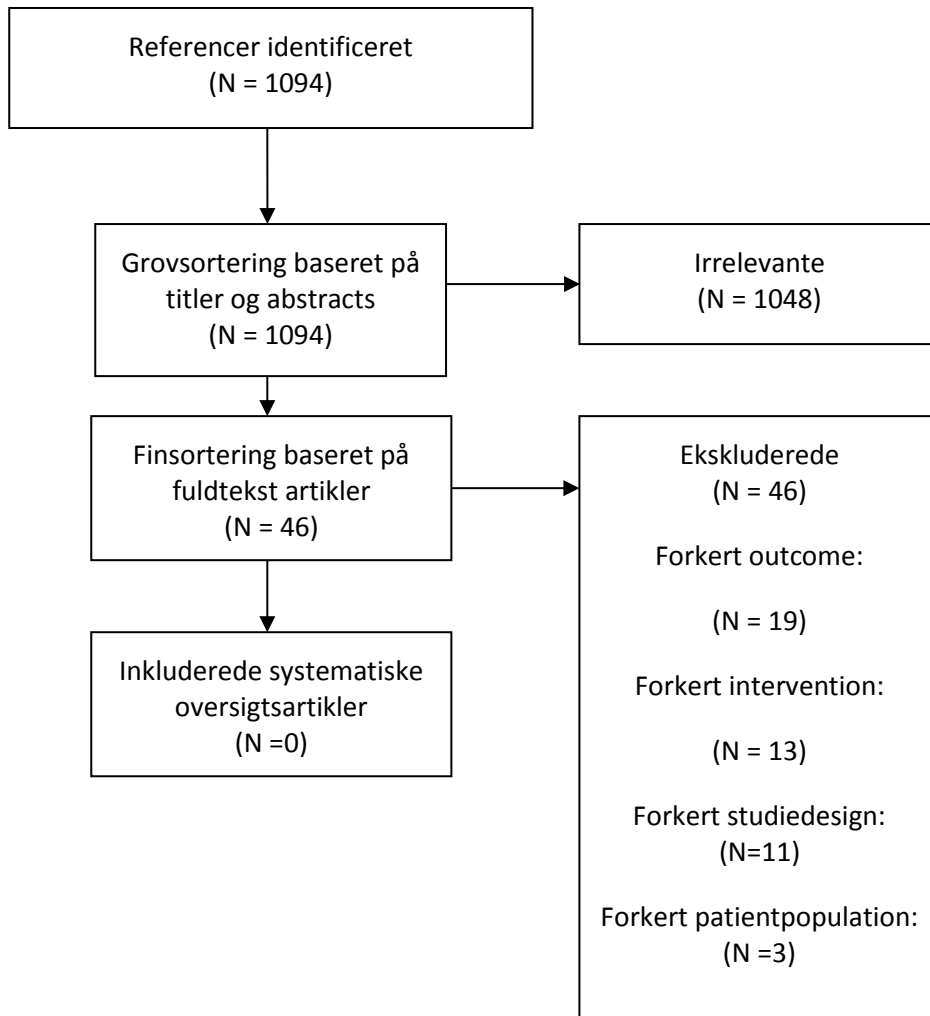 Referencer identificeret
(N = 1094)
Grovsortering baseret på
titler og abstracts
(N = 1094)
Irrelevante
(N = 1048)
Finsortering baseret på
fuldtekst artikler
(N = 46)
Ekskluderede
(N = 46)
Forkert outcome:
(N = 19)
Forkert intervention:
(N = 13)
Forkert studiedesign:
(N=11)
Forkert patientpopulation:
(N =3)
Inkluderede systematiske
oversigtsartikler
(N =0)